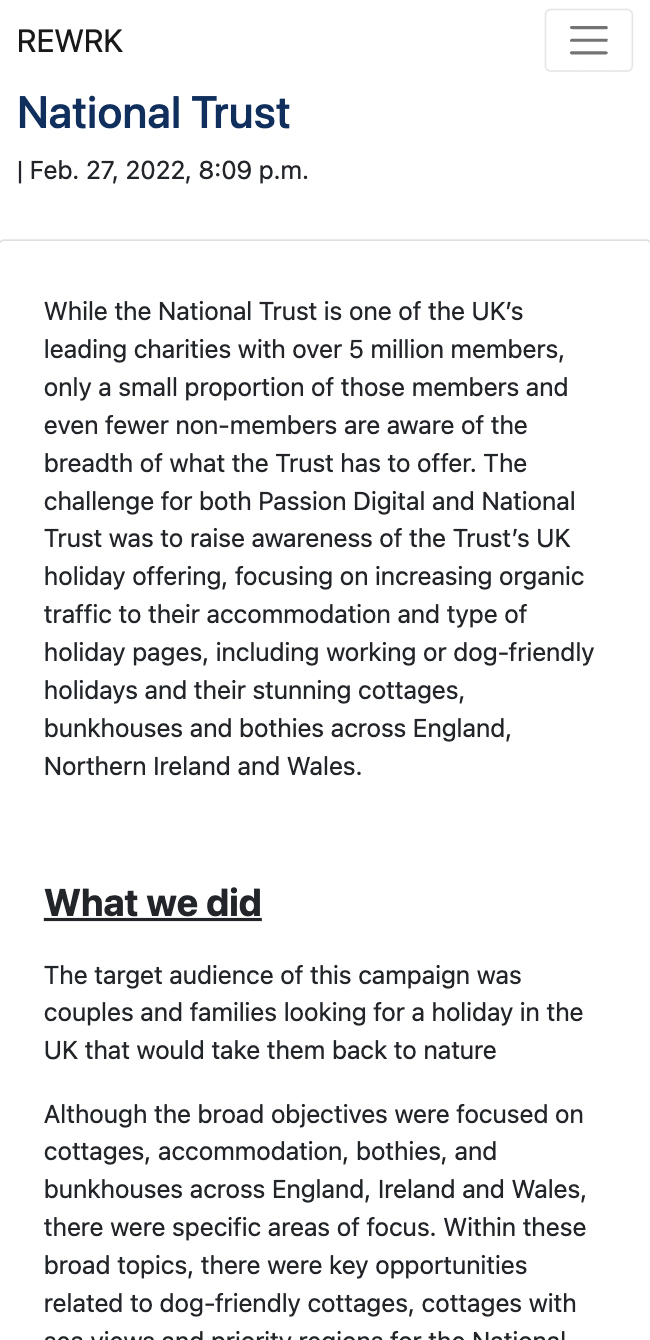 REWRK
National Trust
| Feb. 27, 2022, 8:09 p.m.
While the National Trust is one of the UK’s
leading charities with over 5 million members,
only a small proportion of those members and
even fewer non-members are aware of the
breadth of what the Trust has to offer. The
challenge for both Passion Digital and National
Trust was to raise awareness of the Trust’s UK
holiday offering, focusing on increasing organic
traffic to their accommodation and type of
holiday pages, including working or dog-friendly
holidays and their stunning cottages,
bunkhouses and bothies across England,
Northern Ireland and Wales.
What we did
The target audience of this campaign was
couples and families looking for a holiday in the
UK that would take them back to nature
Although the broad objectives were focused on
cottages, accommodation, bothies, and
bunkhouses across England, Ireland and Wales,
there were specific areas of focus. Within these
broad topics, there were key opportunities
related to dog-friendly cottages, cottages with
sea views and priority regions for the National